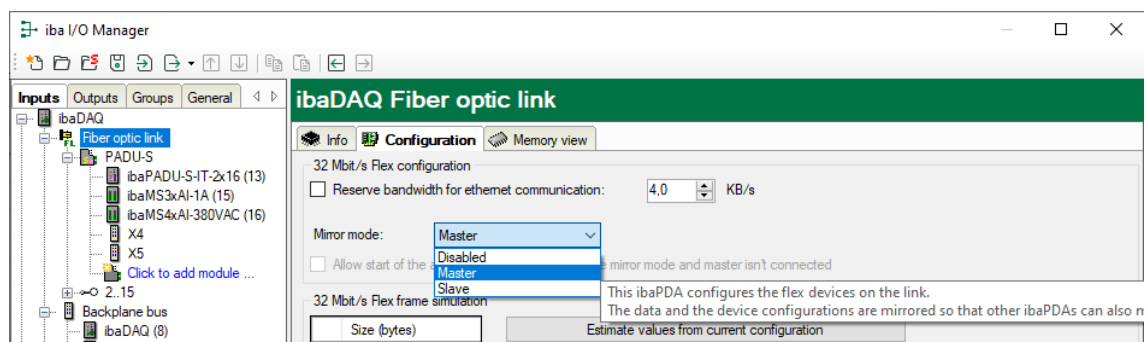 iba I/O Manager
Inputs Outputs Groups General
ibaDAQ
Fiber optic link
PADU-S
ibaPADU-S-IT-2x16 (13)
ibaMS3xAI-1A (15)
ibaMS4xAI-380VAC (16)
X4
X5
Click to add module ...
2..15
Backplane bus
ibaDAQ (8)
ibaDAQ Fiber optic link
Info Configuration Memory view
32 Mbit/s Flex configuration
Reserve bandwidth for ethernet communication: 4,0 KB/s
Mirror mode: Master
Disabled
Master
Slave
Allow start of the a mirror mode and master isn't connected
This ibaPDA configures the flex devices on the link.
The data and the device configurations are mirrored so that other ibaPDAs can also
32 Mbit/s Flex frame simulation
Size (bytes) Estimate values from current configuration